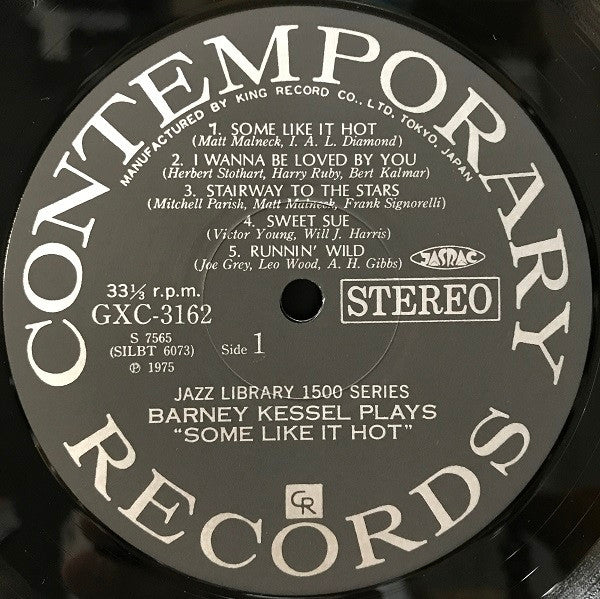 CONTEMPORARY
MANUFACTURED BY KING RECORD CO., LTD, TOKYO, JAPAN
1. SOME LIKE IT HOT
(Matt Malneck, I. A. L. Diamond)
2. I WANNA BE LOVED BY YOU
(Herbert Stothart, Harry Ruby, Bert Kalmar)
3. STAIRWAY TO THE STARS
(Mitchell Parish, Matt Malneck, Frank Signorelli)
4. SWEET SUE
(Victor Young, Will J. Harris)
5. RUNNIN' WILD
(Joe Grey, Leo Wood, A. H. Gibbs)
JASRAC
33⅓ r.p.m.
GXC-3162
STEREO
S 7565
(SILBT 6073)
Side 1
℗ 1975
JAZZ LIBRARY 1500 SERIES
BARNEY KESSEL PLAYS
“SOME LIKE IT HOT”
CR
RECORDS